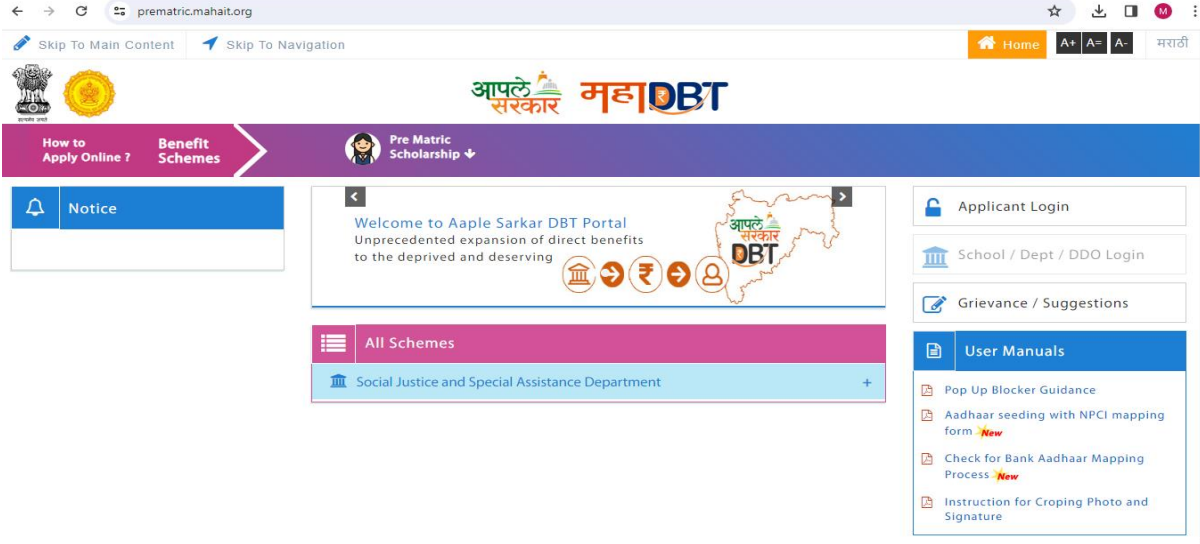 prematric.mahait.org
M
Skip To Main Content
Skip To Navigation
Home
A+ A= A-
मराठी
सत्यमेव जयते
आपले सरकार महाDBT
How to
Apply Online ?
Benefit
Schemes
Pre Matric
Scholarship
Notice
Welcome to Aaple Sarkar DBT Portal
Unprecedented expansion of direct benefits
to the deprived and deserving
आपले
सरकार
DBT
All Schemes
Social Justice and Special Assistance Department +
Applicant Login
School / Dept / DDO Login
Grievance / Suggestions
User Manuals
Pop Up Blocker Guidance
Aadhaar seeding with NPCI mapping
form New
Check for Bank Aadhaar Mapping
Process New
Instruction for Croping Photo and
Signature